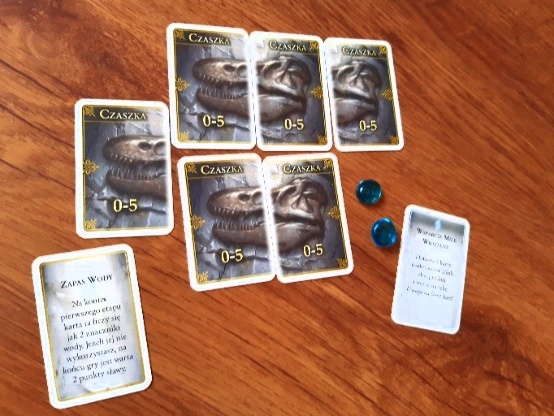 CZASZKA
0-5
CZASZKA
0-5
CZASZKA
0-5
CZASZKA
0-5
CZASZKA
0-5
CZASZKA
0-5
ZAPAS WODY
Na koniec
pierwszego etapu
karta ta liczy się
jak 2 znaczniki
wody. Jeżeli jej nie
wykorzystasz, na
końcu gry jest warta
2 punkty sławy.